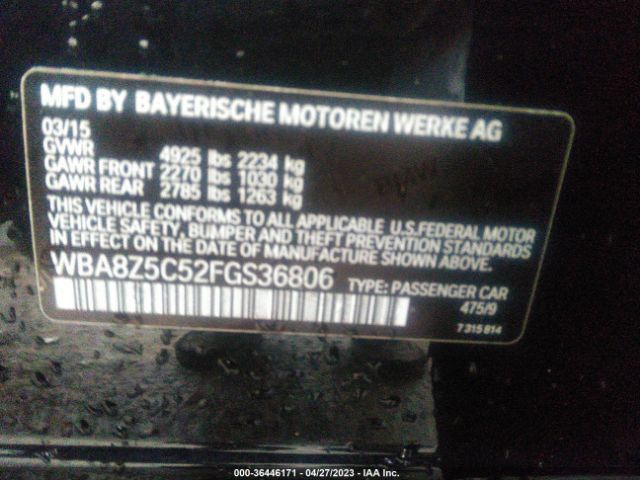 MFD BY BAYERISCHE MOTOREN WERKE AG
03/15
GVWR 4925 lbs 2234 kg
GAWR FRONT 2270 lbs 1030 kg
GAWR REAR 2785 lbs 1263 kg
THIS VEHICLE CONFORMS TO ALL APPLICABLE U.S.FEDERAL MOTOR
VEHICLE SAFETY, BUMPER AND THEFT PREVENTION STANDARDS
IN EFFECT ON THE DATE OF MANUFACTURE SHOWN ABOVE.
WBA8Z5C52FGS36806 TYPE: PASSENGER CAR
475/9
7315814
000-36446171 - 04/27/2023 - IAA Inc.